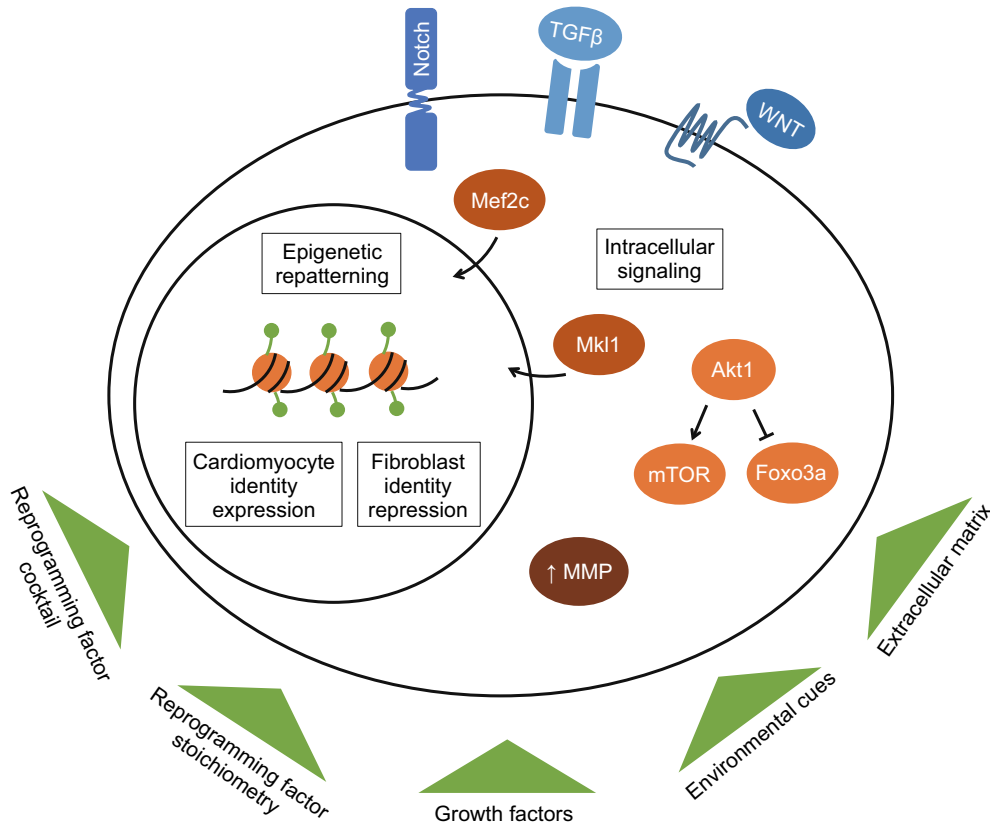 Notch
TGFβ
WNT
Mef2c
Epigenetic
repatterning
Intracellular
signaling
Mkl1
Akt1
mTOR
Foxo3a
Cardiomyocyte
identity
expression
Fibroblast
identity
repression
↑ MMP
Reprogramming factor
cocktail
Reprogramming factor
stoichiometry
Growth factors
Environmental cues
Extracellular matrix